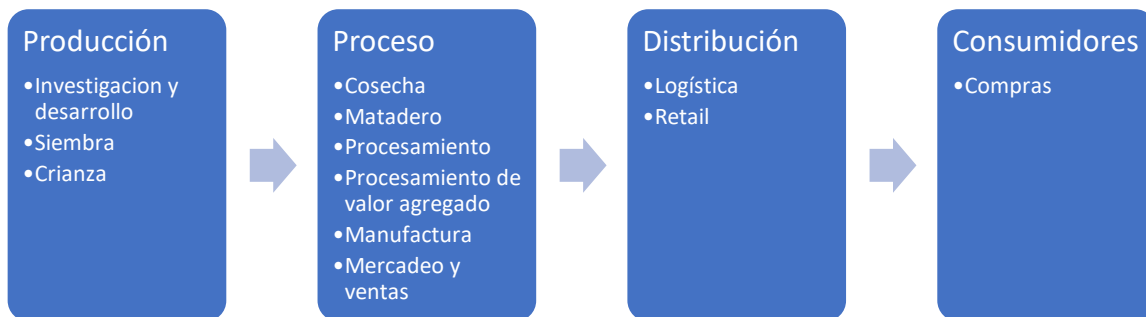 Producción
•Investigacion y
desarrollo
•Siembra
•Crianza
Proceso
•Cosecha
•Matadero
•Procesamiento
•Procesamiento de
valor agregado
•Manufactura
•Mercadeo y
ventas
Distribución
•Logística
•Retail
Consumidores
•Compras